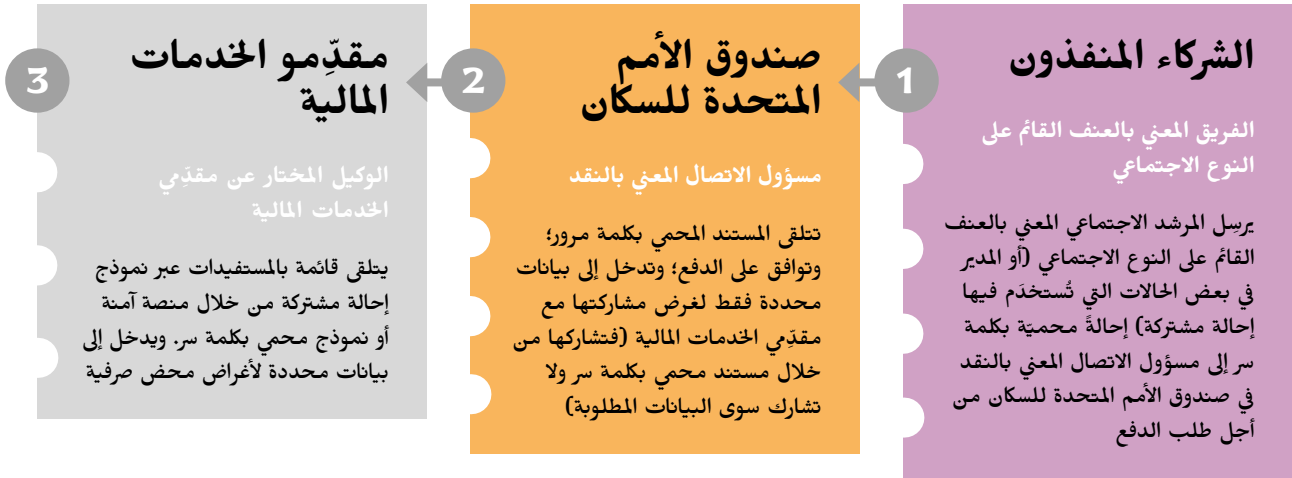 1
الشركاء المنفذون
الفريق المعني بالعنف القائم على
النوع الاجتماعي
يرسِل المرشد الاجتماعي المعني بالعنف
القائم على النوع الاجتماعي (أو المدير
في بعض الحالات التي تُستخدَم فيها
إحالة مشتركة) إحالةً محميّة بكلمة
سر إلى مسؤول الاتصال المعني بالنقد
في صندوق الأمم المتحدة للسكان من
أجل طلب الدفع
2
صندوق الأمم
المتحدة للسكان
مسؤول الاتصال المعني بالنقد
تتلقى المستند المحمي بكلمة مرور؛
وتوافق على الدفع؛ وتدخل إلى بيانات
محددة فقط لغرض مشاركتها مع
مقدَِمي الخدمات المالية (فتشاركها من
خلال مستند محمي بكلمة سر ولا
تشارك سوى البيانات المطلوبة)
3
مقدِّمو الخدمات
المالية
الوكيل المختار عن مقدَِمي
الخدمات المالية
يتلقى قائمة بالمستفيدات عبر نموذج
إحالة مشتركة من خلال منصة آمنة
أو نموذج محمي بكلمة سر. ويدخل إلى
بيانات محددة لأغراض محض صرفية